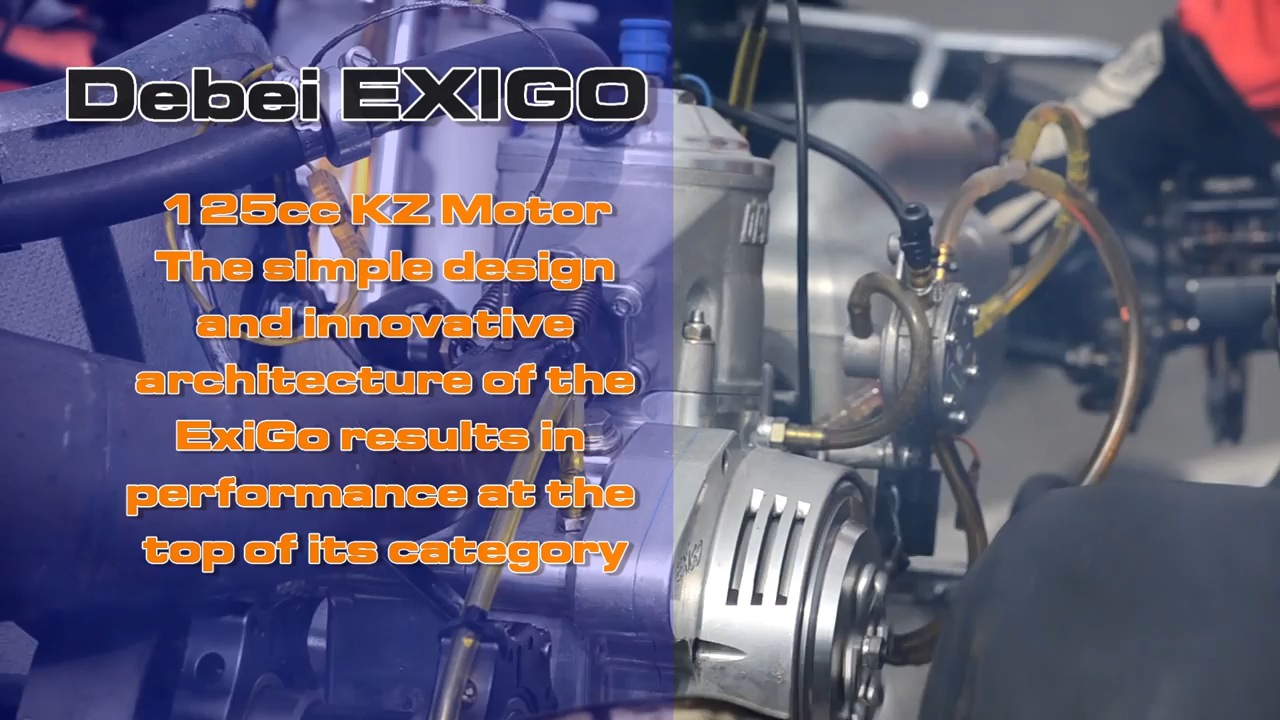 Debei EXIGO
125cc KZ Motor
The simple design
and innovative
architecture of the
ExiGo results in
performance at the
top of its category